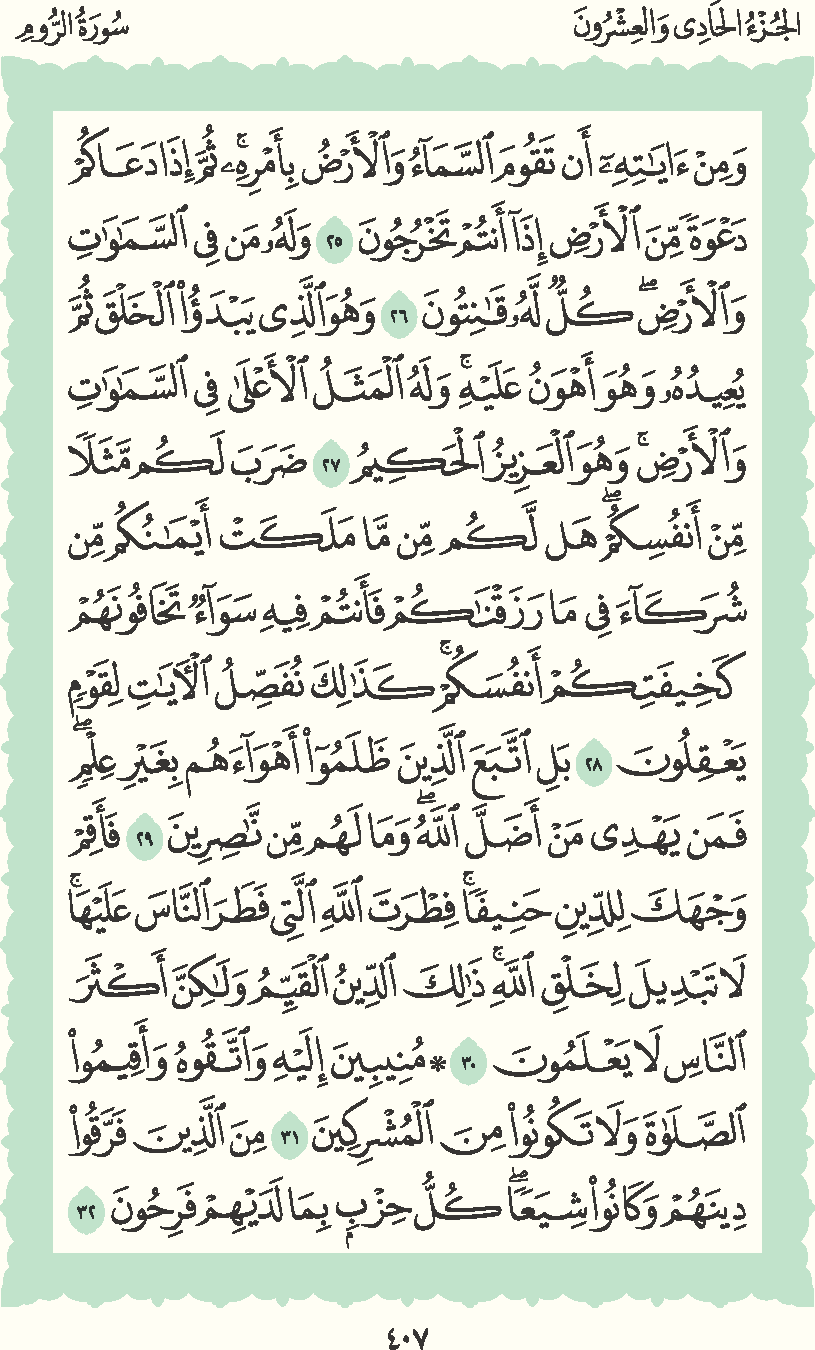 الجُزْءُ الحَادِى وَالعِشْرُونَ
سُورَةُ الرُّومِ
وَمِنْ ءَايَٰتِهِۦٓ أَن تَقُومَ ٱلسَّمَآءُ وَٱلْأَرْضُ بِأَمْرِهِۦۚ ثُمَّ إِذَا دَعَاكُمْ
دَعْوَةً مِّنَ ٱلْأَرْضِ إِذَآ أَنتُمْ تَخْرُجُونَ ٢٥ وَلَهُۥ مَن فِى ٱلسَّمَٰوَٰتِ
وَٱلْأَرْضِۖ كُلٌّ لَّهُۥ قَٰنِتُونَ ٢٦ وَهُوَ ٱلَّذِى يَبْدَؤُا۟ ٱلْخَلْقَ ثُمَّ
يُعِيدُهُۥ وَهُوَ أَهْوَنُ عَلَيْهِۚ وَلَهُ ٱلْمَثَلُ ٱلْأَعْلَىٰ فِى ٱلسَّمَٰوَٰتِ
وَٱلْأَرْضِۚ وَهُوَ ٱلْعَزِيزُ ٱلْحَكِيمُ ٢٧ ضَرَبَ لَكُم مَّثَلًا
مِّنْ أَنفُسِكُمْۖ هَل لَّكُم مِّن مَّا مَلَكَتْ أَيْمَٰنُكُم مِّن
شُرَكَآءَ فِى مَا رَزَقْنَٰكُمْ فَأَنتُمْ فِيهِ سَوَآءٌ تَخَافُونَهُمْ
كَخِيفَتِكُمْ أَنفُسَكُمْۚ كَذَٰلِكَ نُفَصِّلُ ٱلْءَايَٰتِ لِقَوْمٍ
يَعْقِلُونَ ٢٨ بَلِ ٱتَّبَعَ ٱلَّذِينَ ظَلَمُوٓا۟ أَهْوَآءَهُم بِغَيْرِ عِلْمٍۖ
فَمَن يَهْدِى مَنْ أَضَلَّ ٱللَّهُۖ وَمَا لَهُم مِّن نَّٰصِرِينَ ٢٩ فَأَقِمْ
وَجْهَكَ لِلدِّينِ حَنِيفًاۚ فِطْرَتَ ٱللَّهِ ٱلَّتِى فَطَرَ ٱلنَّاسَ عَلَيْهَاۚ
لَا تَبْدِيلَ لِخَلْقِ ٱللَّهِۚ ذَٰلِكَ ٱلدِّينُ ٱلْقَيِّمُ وَلَٰكِنَّ أَكْثَرَ
ٱلنَّاسِ لَا يَعْلَمُونَ ٣٠ ۞ مُنِيبِينَ إِلَيْهِ وَٱتَّقُوهُ وَأَقِيمُوا۟
ٱلصَّلَوٰةَ وَلَا تَكُونُوا۟ مِنَ ٱلْمُشْرِكِينَ ٣١ مِنَ ٱلَّذِينَ فَرَّقُوا۟
دِينَهُمْ وَكَانُوا۟ شِيَعًاۖ كُلُّ حِزْبٍۭ بِمَا لَدَيْهِمْ فَرِحُونَ ٣٢
٤٠٧